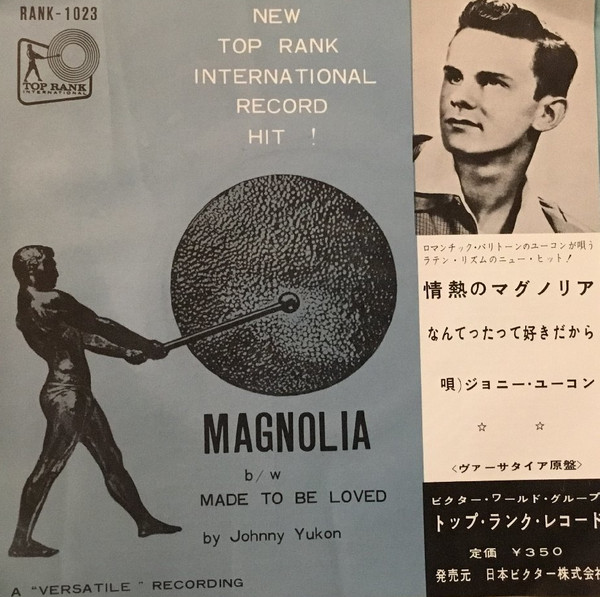 RANK-1023
TOP RANK
INTERNATIONAL
NEW
TOP RANK
INTERNATIONAL
RECORD
HIT !
MAGNOLIA
b/w
MADE TO BE LOVED
by Johnny Yukon
A "VERSATILE" RECORDING
ロマンチック・バリトーンのユーコンが唄う
ラテン・リズムのニュー・ヒット!
情熱のマグノリア
なんてったって好きだから
唄)ジョニー・ユーコン
☆ ☆
<ヴァーサタイア原盤>
ビクター・ワールド・グループ
トップ・ランク・レコード
定価 ¥350
発売元 日本ビクター株式会社